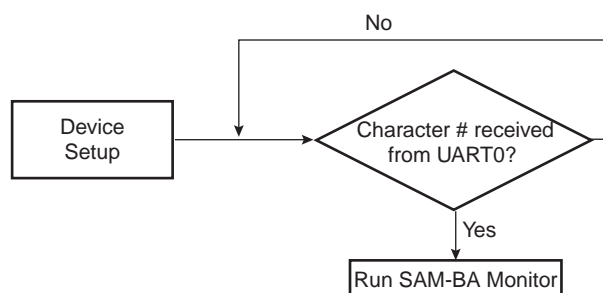 No
Device
Setup
Character # received
from UART0?
Yes
Run SAM-BA Monitor